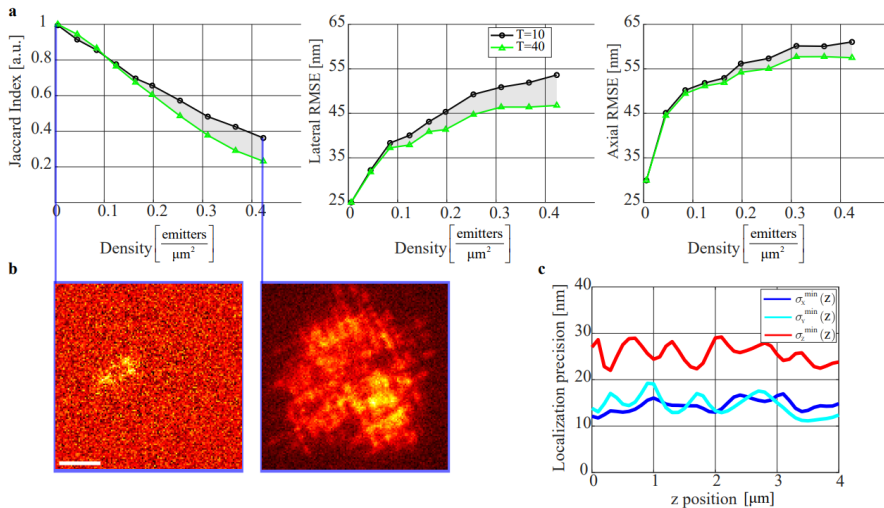 a
Jaccard Index [a.u.]
1
0.8
0.6
0.4
0.2
0
0.1
0.2
0.3
0.4
Density [emitters/μm²]
Lateral RMSE [nm]
55
45
35
25
T=10
T=40
0
0.1
0.2
0.3
0.4
Density [emitters/μm²]
Axial RMSE [nm]
65
55
45
35
25
0
0.1
0.2
0.3
0.4
Density [emitters/μm²]
b
c
Localization precision [nm]
40
30
20
10
0
σx min (z)
σy min (z)
σz min (z)
0
1
2
3
4
z position [μm]